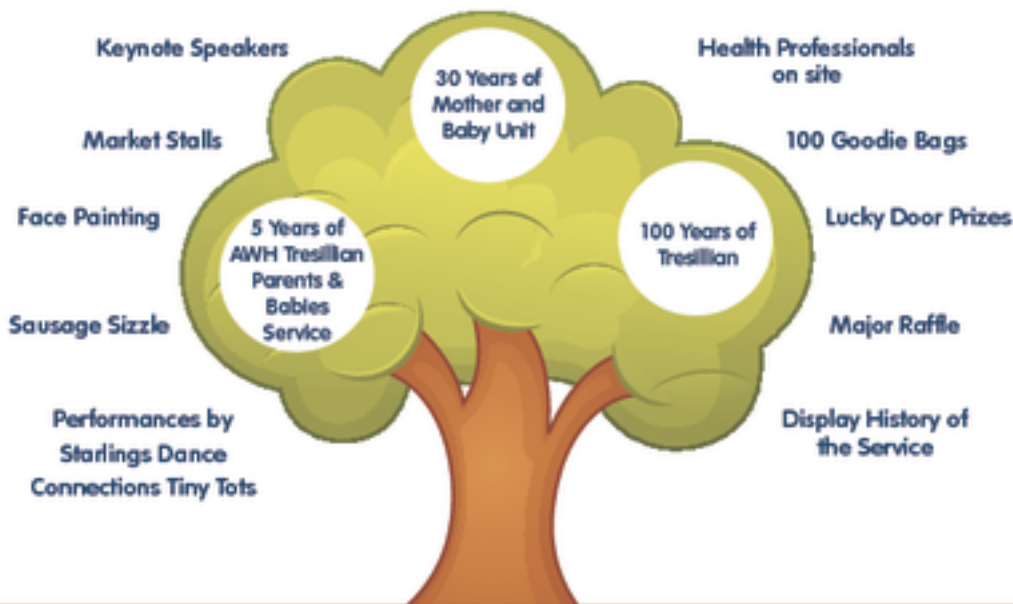 Keynote Speakers
Market Stalls
Face Painting
Sausage Sizzle
Performances by
Starlings Dance
Connections Tiny Tots
30 Years of
Mother and
Baby Unit
5 Years of
AWH Tresillian
Parents &
Babies
Service
100 Years of
Tresillian
Health Professionals
on site
100 Goodie Bags
Lucky Door Prizes
Major Raffle
Display History of
the Service